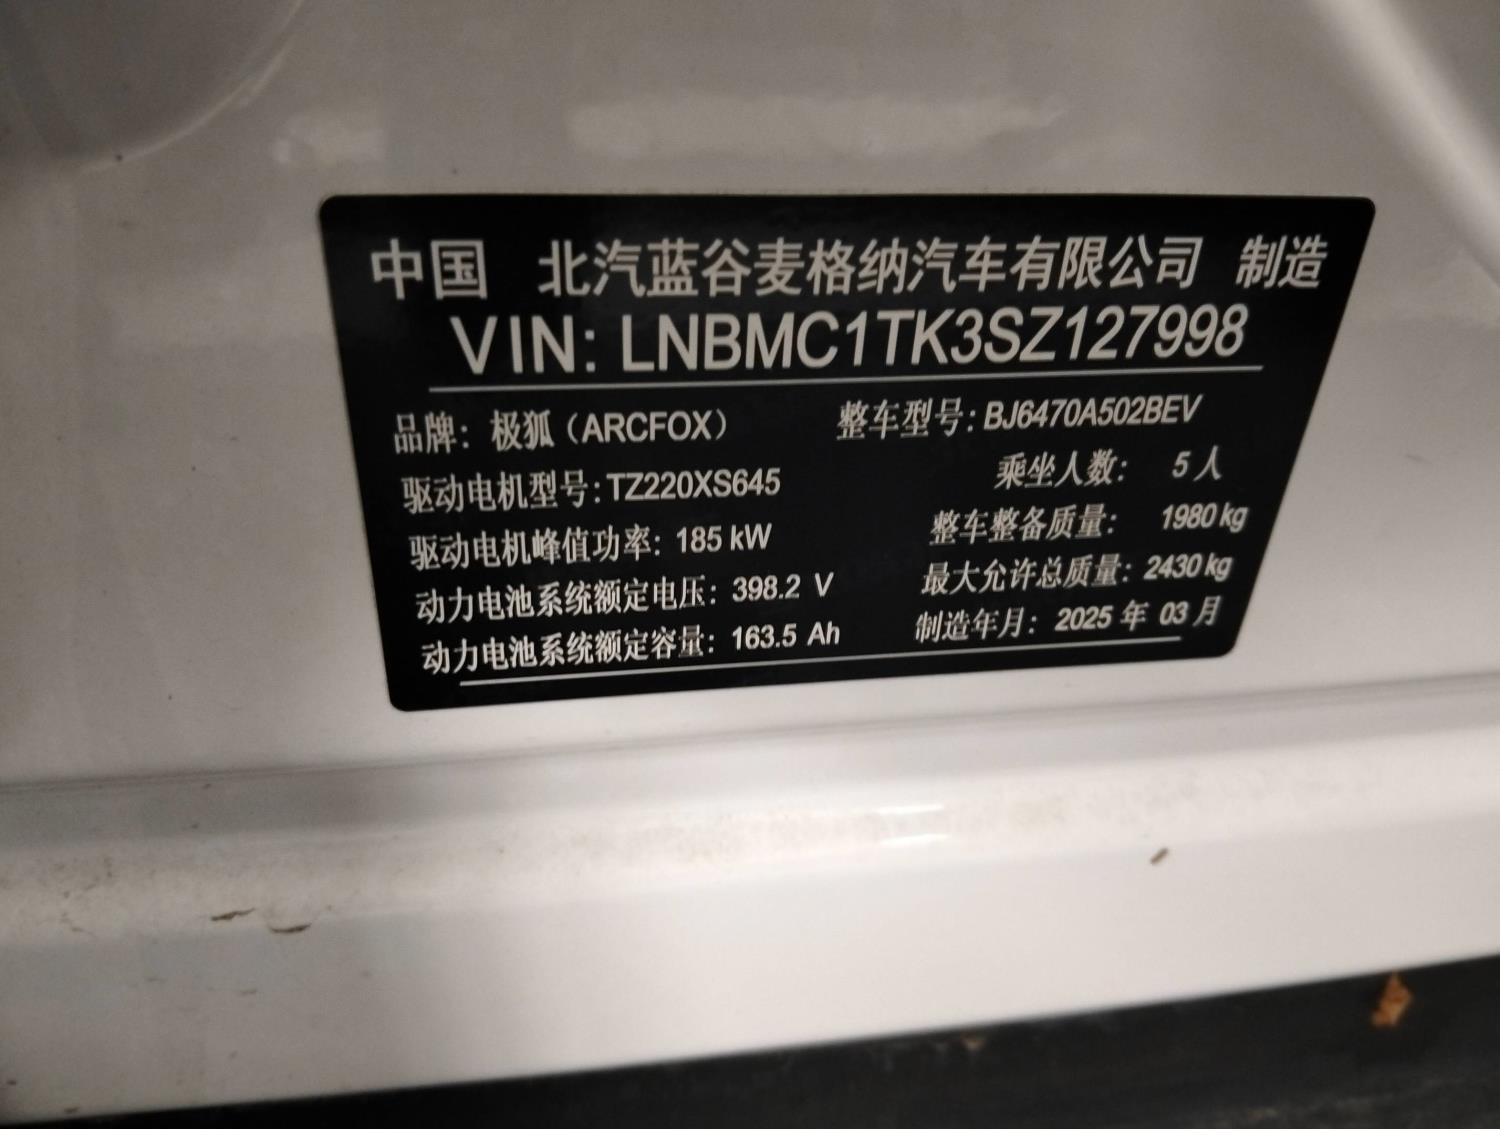 中国 北汽蓝谷麦格纳汽车有限公司 制造
VIN: LNBMC1TK3SZ127998
品牌: 极狐（ARCFOX） 整车型号: BJ6470A502BEV
驱动电机型号: TZ220XS645 乘坐人数: 5 人
驱动电机峰值功率: 185 kW 整车整备质量: 1980 kg
动力电池系统额定电压: 398.2 V 最大允许总质量: 2430 kg
动力电池系统额定容量: 163.5 Ah 制造年月: 2025 年 03 月